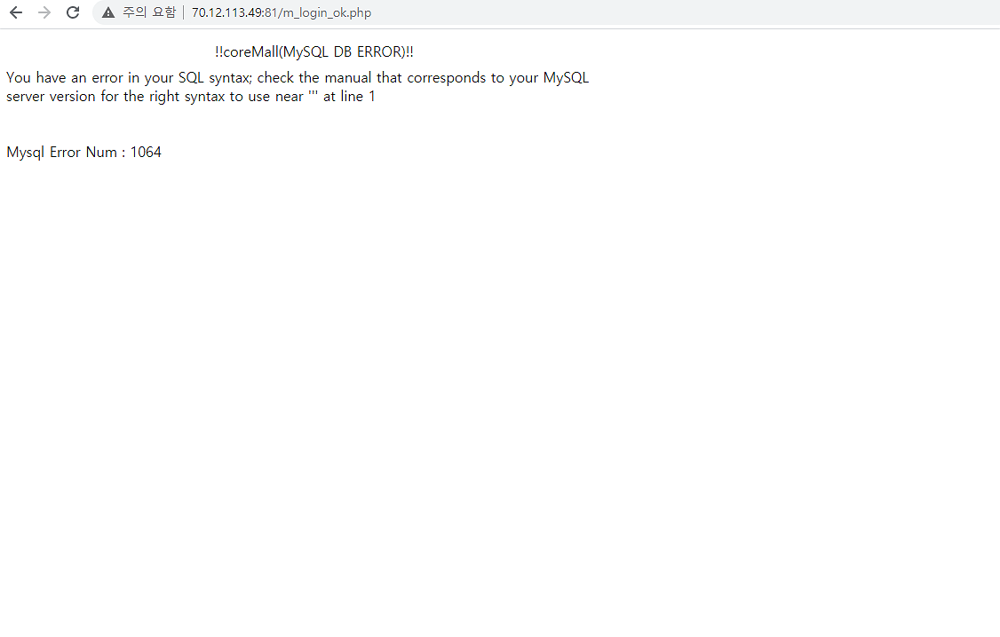 주의 요함 | 70.12.113.49:81/m_login_ok.php
!!coreMall(MySQL DB ERROR)!!
You have an error in your SQL syntax; check the manual that corresponds to your MySQL
server version for the right syntax to use near ''' at line 1
Mysql Error Num : 1064